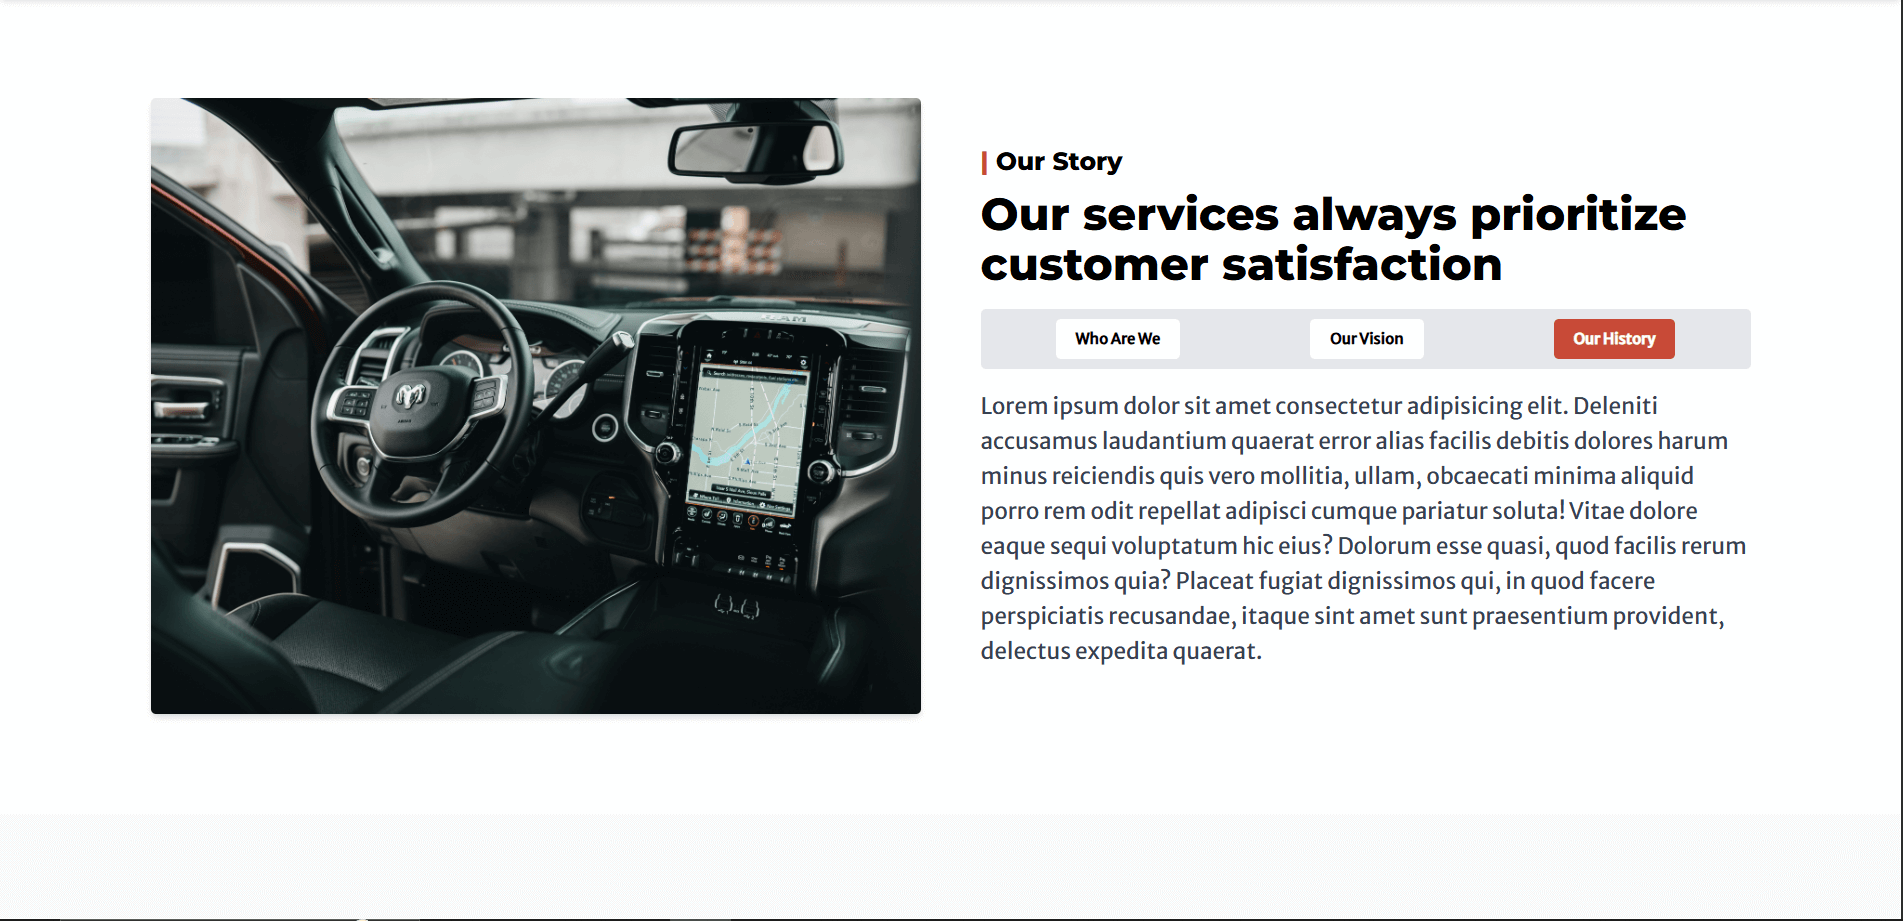 | Our Story
Our services always prioritize
customer satisfaction
Who Are We
Our Vision
Our History
Lorem ipsum dolor sit amet consectetur adipisicing elit. Deleniti
accusamus laudantium quaerat error alias facilis debitis dolores harum
minus reiciendis quis vero mollitia, ullam, obcaecati minima aliquid
porro rem odit repellat adipisci cumque pariatur soluta! Vitae dolore
eaque sequi voluptatum hic eius? Dolorum esse quasi, quod facilis rerum
dignissimos quia? Placeat fugiat dignissimos qui, in quod facere
perspiciatis recusandae, itaque sint amet sunt praesentium provident,
delectus expedita quaerat.
RAM